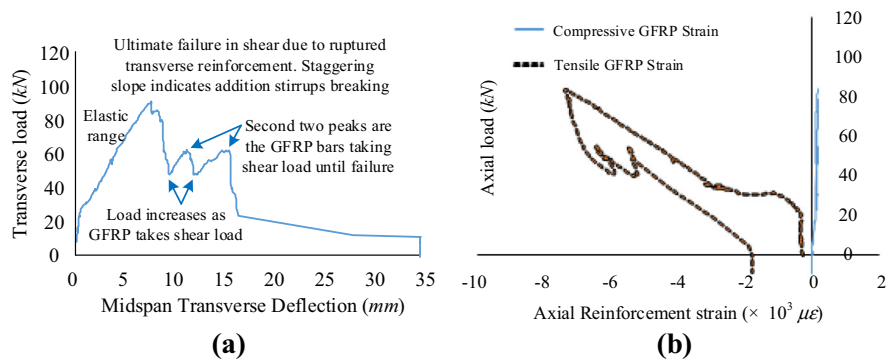 Ultimate failure in shear due to ruptured
transverse reinforcement. Staggering
slope indicates addition stirrups breaking
Elastic
range
Second two peaks are
the GFRP bars taking
shear load until failure
Load increases as
GFRP takes shear load
Transverse load (kN)
120
100
80
60
40
20
0
0 5 10 15 20 25 30 35
Midspan Transverse Deflection (mm)
(a)
Compressive GFRP Strain
Tensile GFRP Strain
Axial load (kN)
120
100
80
60
40
20
0
-10 -8 -6 -4 -2 0 2
Axial Reinforcement strain (× 10³ με)
(b)